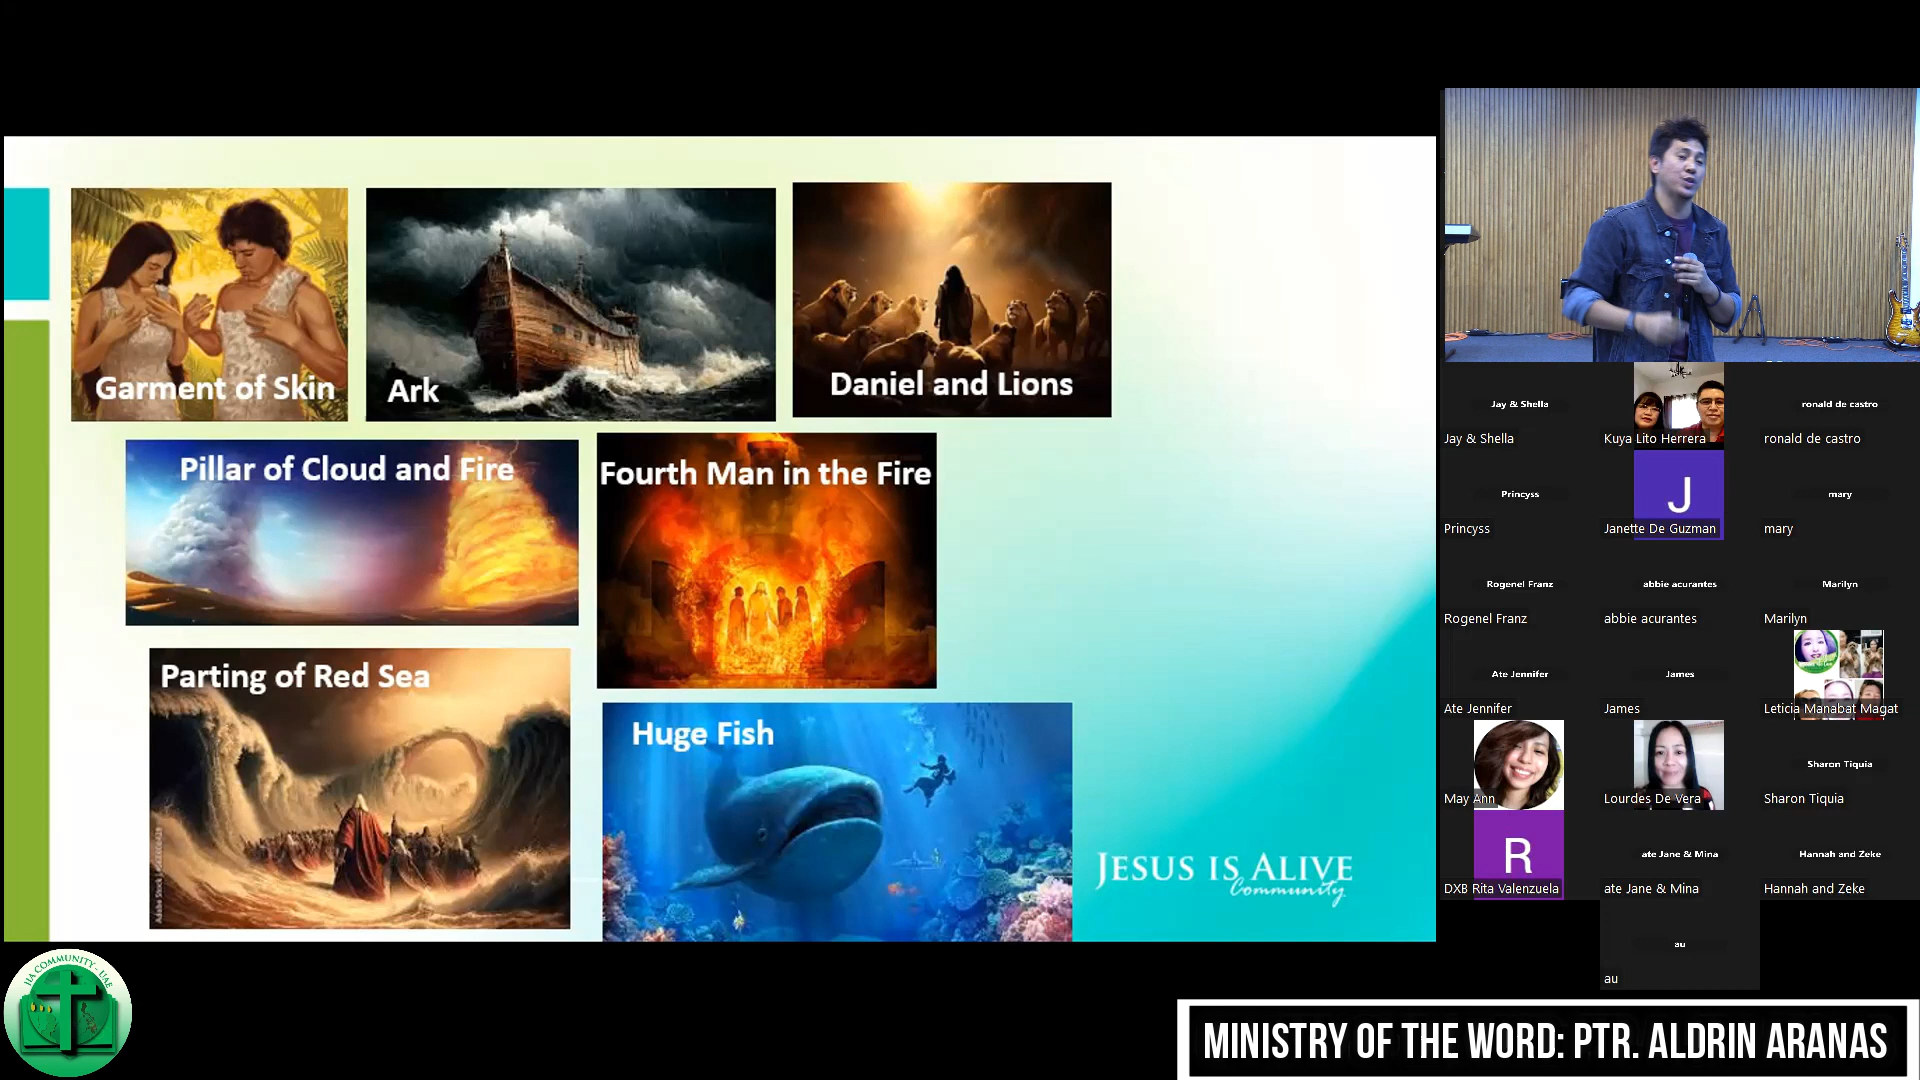 Garment of Skin
Ark
Daniel and Lions
Pillar of Cloud and Fire
Fourth Man in the Fire
Parting of Red Sea
Huge Fish
JESUS IS ALIVE
Community
JIA COMMUNITY - UAE
Jay & Shella
Jay & Shella
Kuya Lito Herrera
ronald de castro
ronald de castro
Princyss
Princyss
J
Janette De Guzman
mary
mary
Rogenel Franz
Rogenel Franz
abbie acurantes
abbie acurantes
Marilyn
Marilyn
Ate Jennifer
Ate Jennifer
James
James
Leticia Manabat Magat
May Ann
Lourdes De Vera
Sharon Tiquia
Sharon Tiquia
R
DXB Rita Valenzuela
ate Jane & Mina
ate Jane & Mina
Hannah and Zeke
Hannah and Zeke
au
au
MINISTRY OF THE WORD: PTR. ALDRIN ARANAS